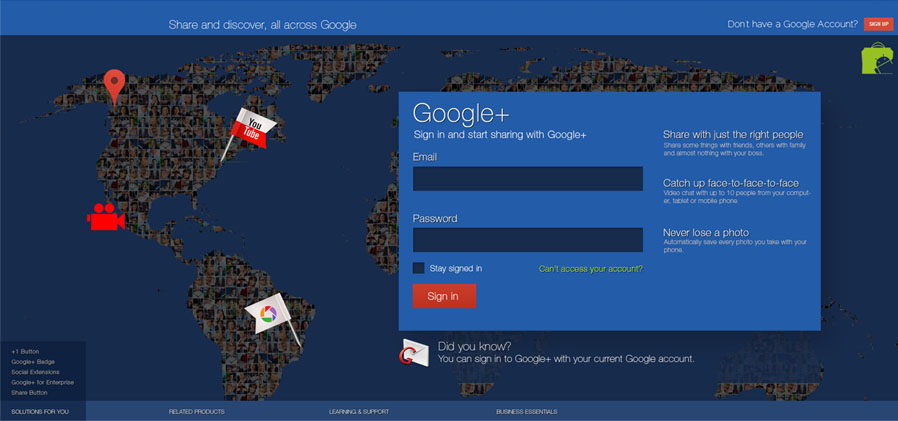 Share and discover, all across Google
Don't have a Google Account?
SIGN UP
You
Tube
Google+
Sign in and start sharing with Google+
Email
Password
Stay signed in
Can't access your account?
Sign in
Share with just the right people
Share some things with friends, others with family
and almost nothing with your boss.
Catch up face-to-face-to-face
Video chat with up to 10 people from your comput-
er, tablet or mobile phone
Never lose a photo
Automatically save every photo you take with your
phone.
Did you know?
You can sign in to Google+ with your current Google account.
+1 Button
Google+ Badge
Social Extensions
Google+ for Enterprise
Share Button
SOLUTIONS FOR YOU
RELATED PRODUCTS
LEARNING & SUPPORT
BUSINESS ESSENTIALS